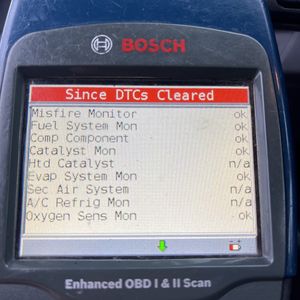 BOSCH
Since DTCs Cleared
Misfire Monitor ok
Fuel System Mon ok
Comp Component ok
Catalyst Mon ok
Htd Catalyst n/a
Evap System Mon ok
Sec Air System n/a
A/C Refrig Mon n/a
Oxygen Sens Mon ok
Enhanced OBD I & II Scan